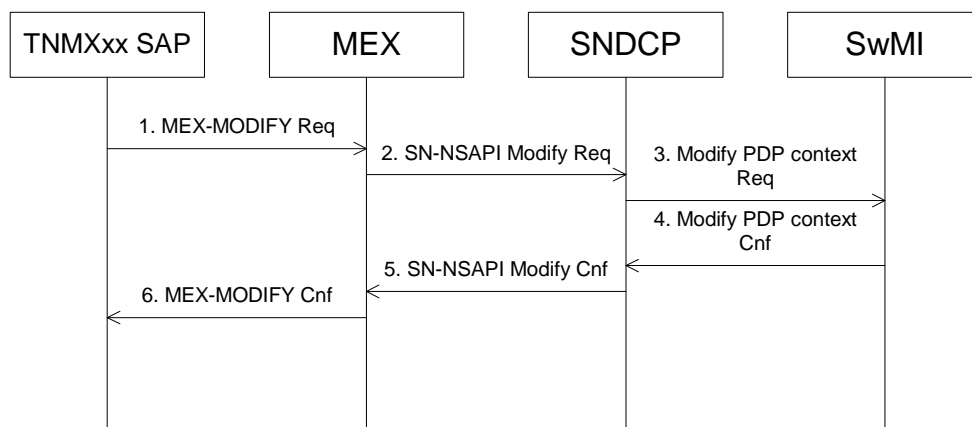 TNMXxx SAP
MEX
SNDCP
SwMI
1. MEX-MODIFY Req
2. SN-NSAPI Modify Req
3. Modify PDP context
Req
4. Modify PDP context
Cnf
5. SN-NSAPI Modify Cnf
6. MEX-MODIFY Cnf